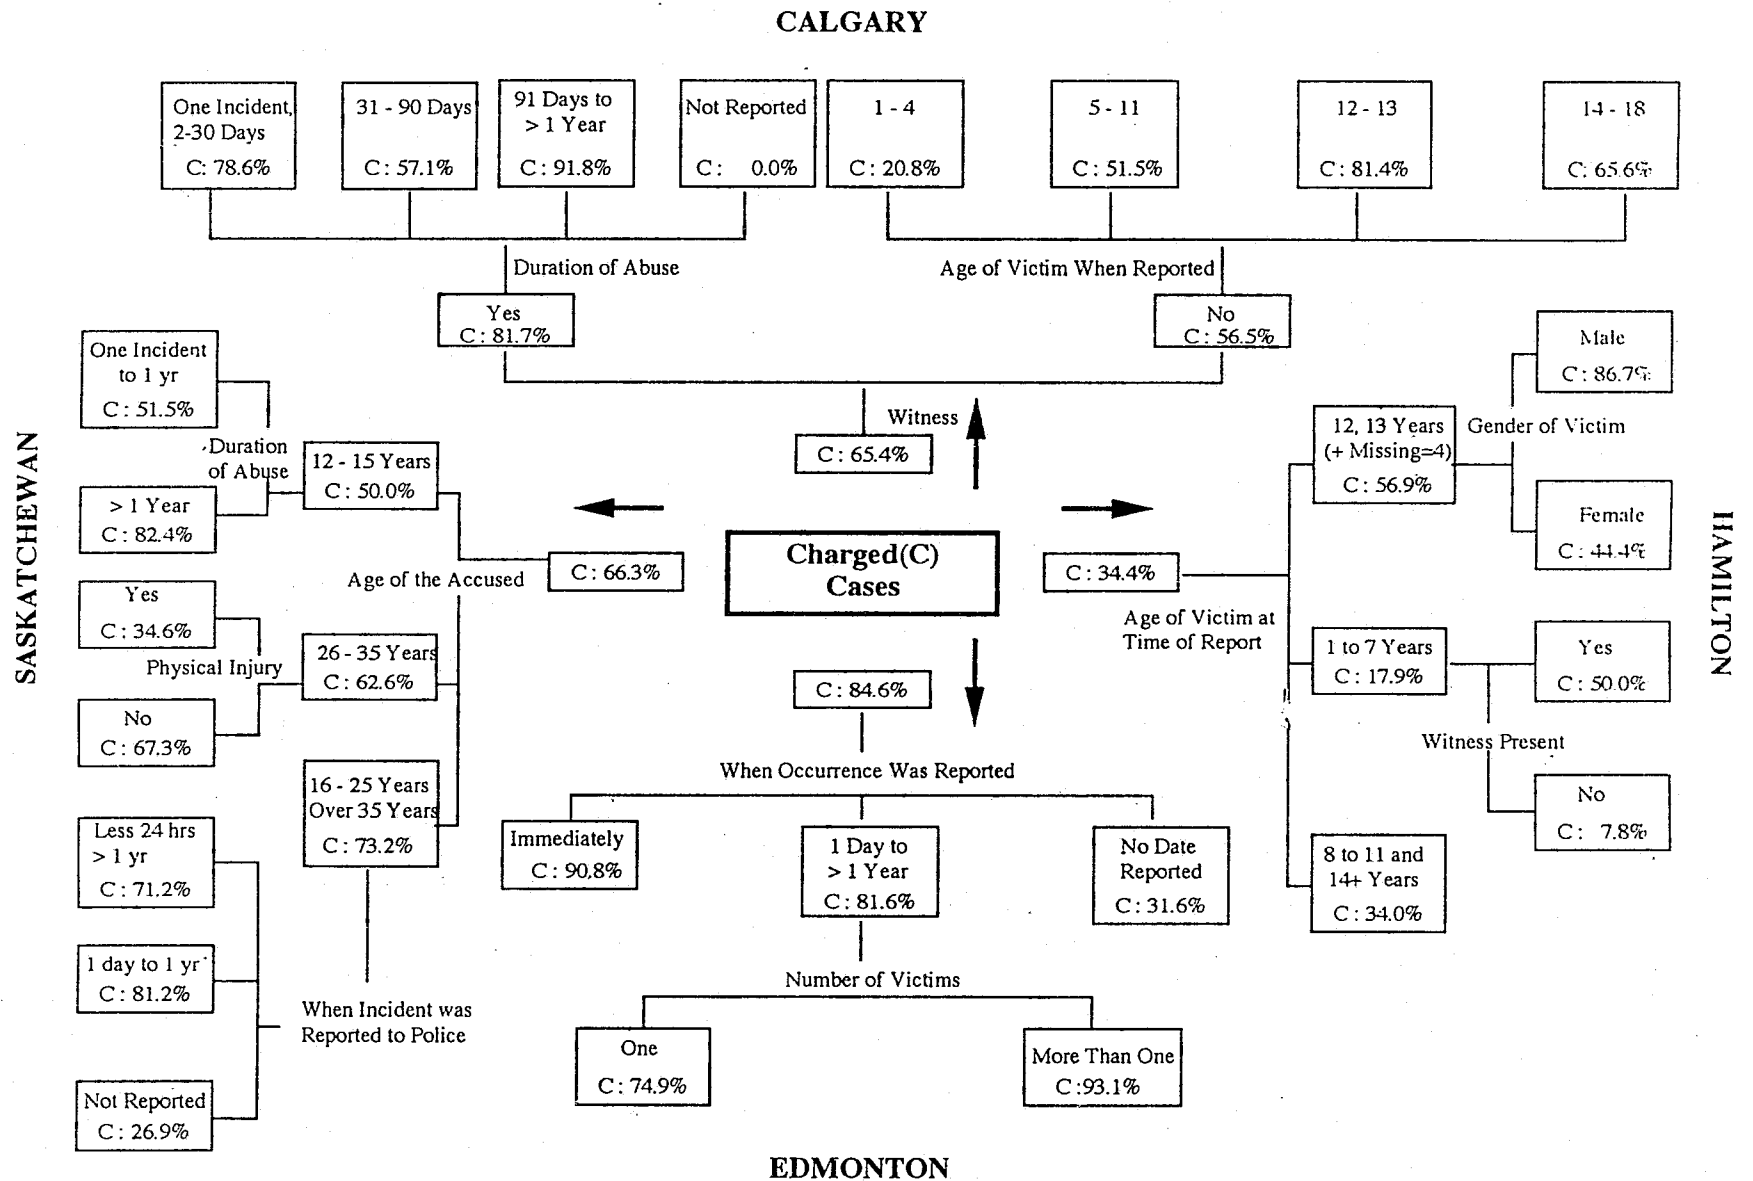 CALGARY
One Incident,
2-30 Days
C: 78.6%
31 - 90 Days
C: 57.1%
91 Days to
> 1 Year
C: 91.8%
Not Reported
C: 0.0%
1 - 4
C: 20.8%
5 - 11
C: 51.5%
12 - 13
C: 81.4%
14 - 18
C: 65.6%
Duration of Abuse
Age of Victim When Reported
Yes
C: 81.7%
No
C: 56.5%
Witness
C: 65.4%
SASKATCHEWAN
One Incident
to 1 yr
C: 51.5%
Duration
of Abuse
> 1 Year
C: 82.4%
12 - 15 Years
C: 50.0%
Age of the Accused
C: 66.3%
Yes
C: 34.6%
Physical Injury
No
C: 67.3%
26 - 35 Years
C: 62.6%
16 - 25 Years
Over 35 Years
C: 73.2%
Less 24 hrs
> 1 yr
C: 71.2%
1 day to 1 yr
C: 81.2%
Not Reported
C: 26.9%
When Incident was
Reported to Police
Charged(C)
Cases
HAMILTON
C: 34.4%
Age of Victim at
Time of Report
12, 13 Years
(+ Missing=4)
C: 56.9%
Gender of Victim
Male
C: 86.7%
Female
C: 44.4%
1 to 7 Years
C: 17.9%
Witness Present
Yes
C: 50.0%
No
C: 7.8%
8 to 11 and
14+ Years
C: 34.0%
C: 84.6%
When Occurrence Was Reported
Immediately
C: 90.8%
1 Day to
> 1 Year
C: 81.6%
No Date
Reported
C: 31.6%
Number of Victims
One
C: 74.9%
More Than One
C:93.1%
EDMONTON